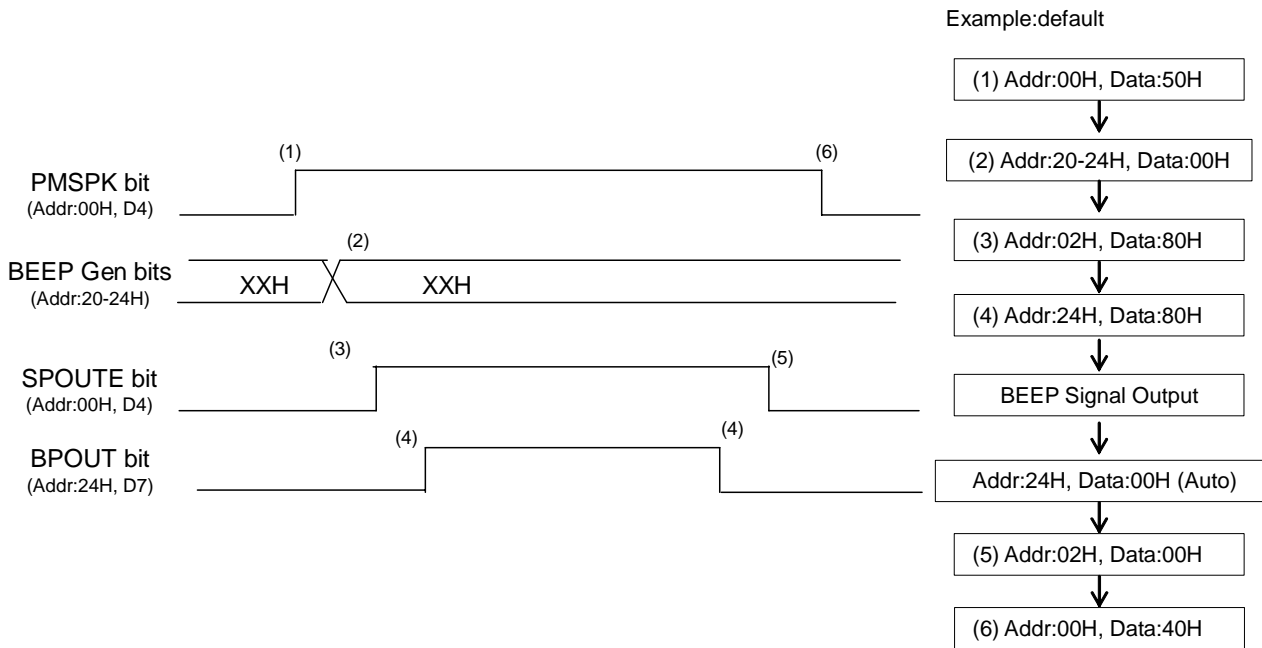 Example:default
(1) Addr:00H, Data:50H
(2) Addr:20-24H, Data:00H
(3) Addr:02H, Data:80H
(4) Addr:24H, Data:80H
BEEP Signal Output
Addr:24H, Data:00H (Auto)
(5) Addr:02H, Data:00H
(6) Addr:00H, Data:40H
(1)
(6)
PMSPK bit
(Addr:00H, D4)
(2)
BEEP Gen bits
(Addr:20-24H)
XXH
XXH
(3)
(5)
SPOUTE bit
(Addr:00H, D4)
(4)
(4)
BPOUT bit
(Addr:24H, D7)